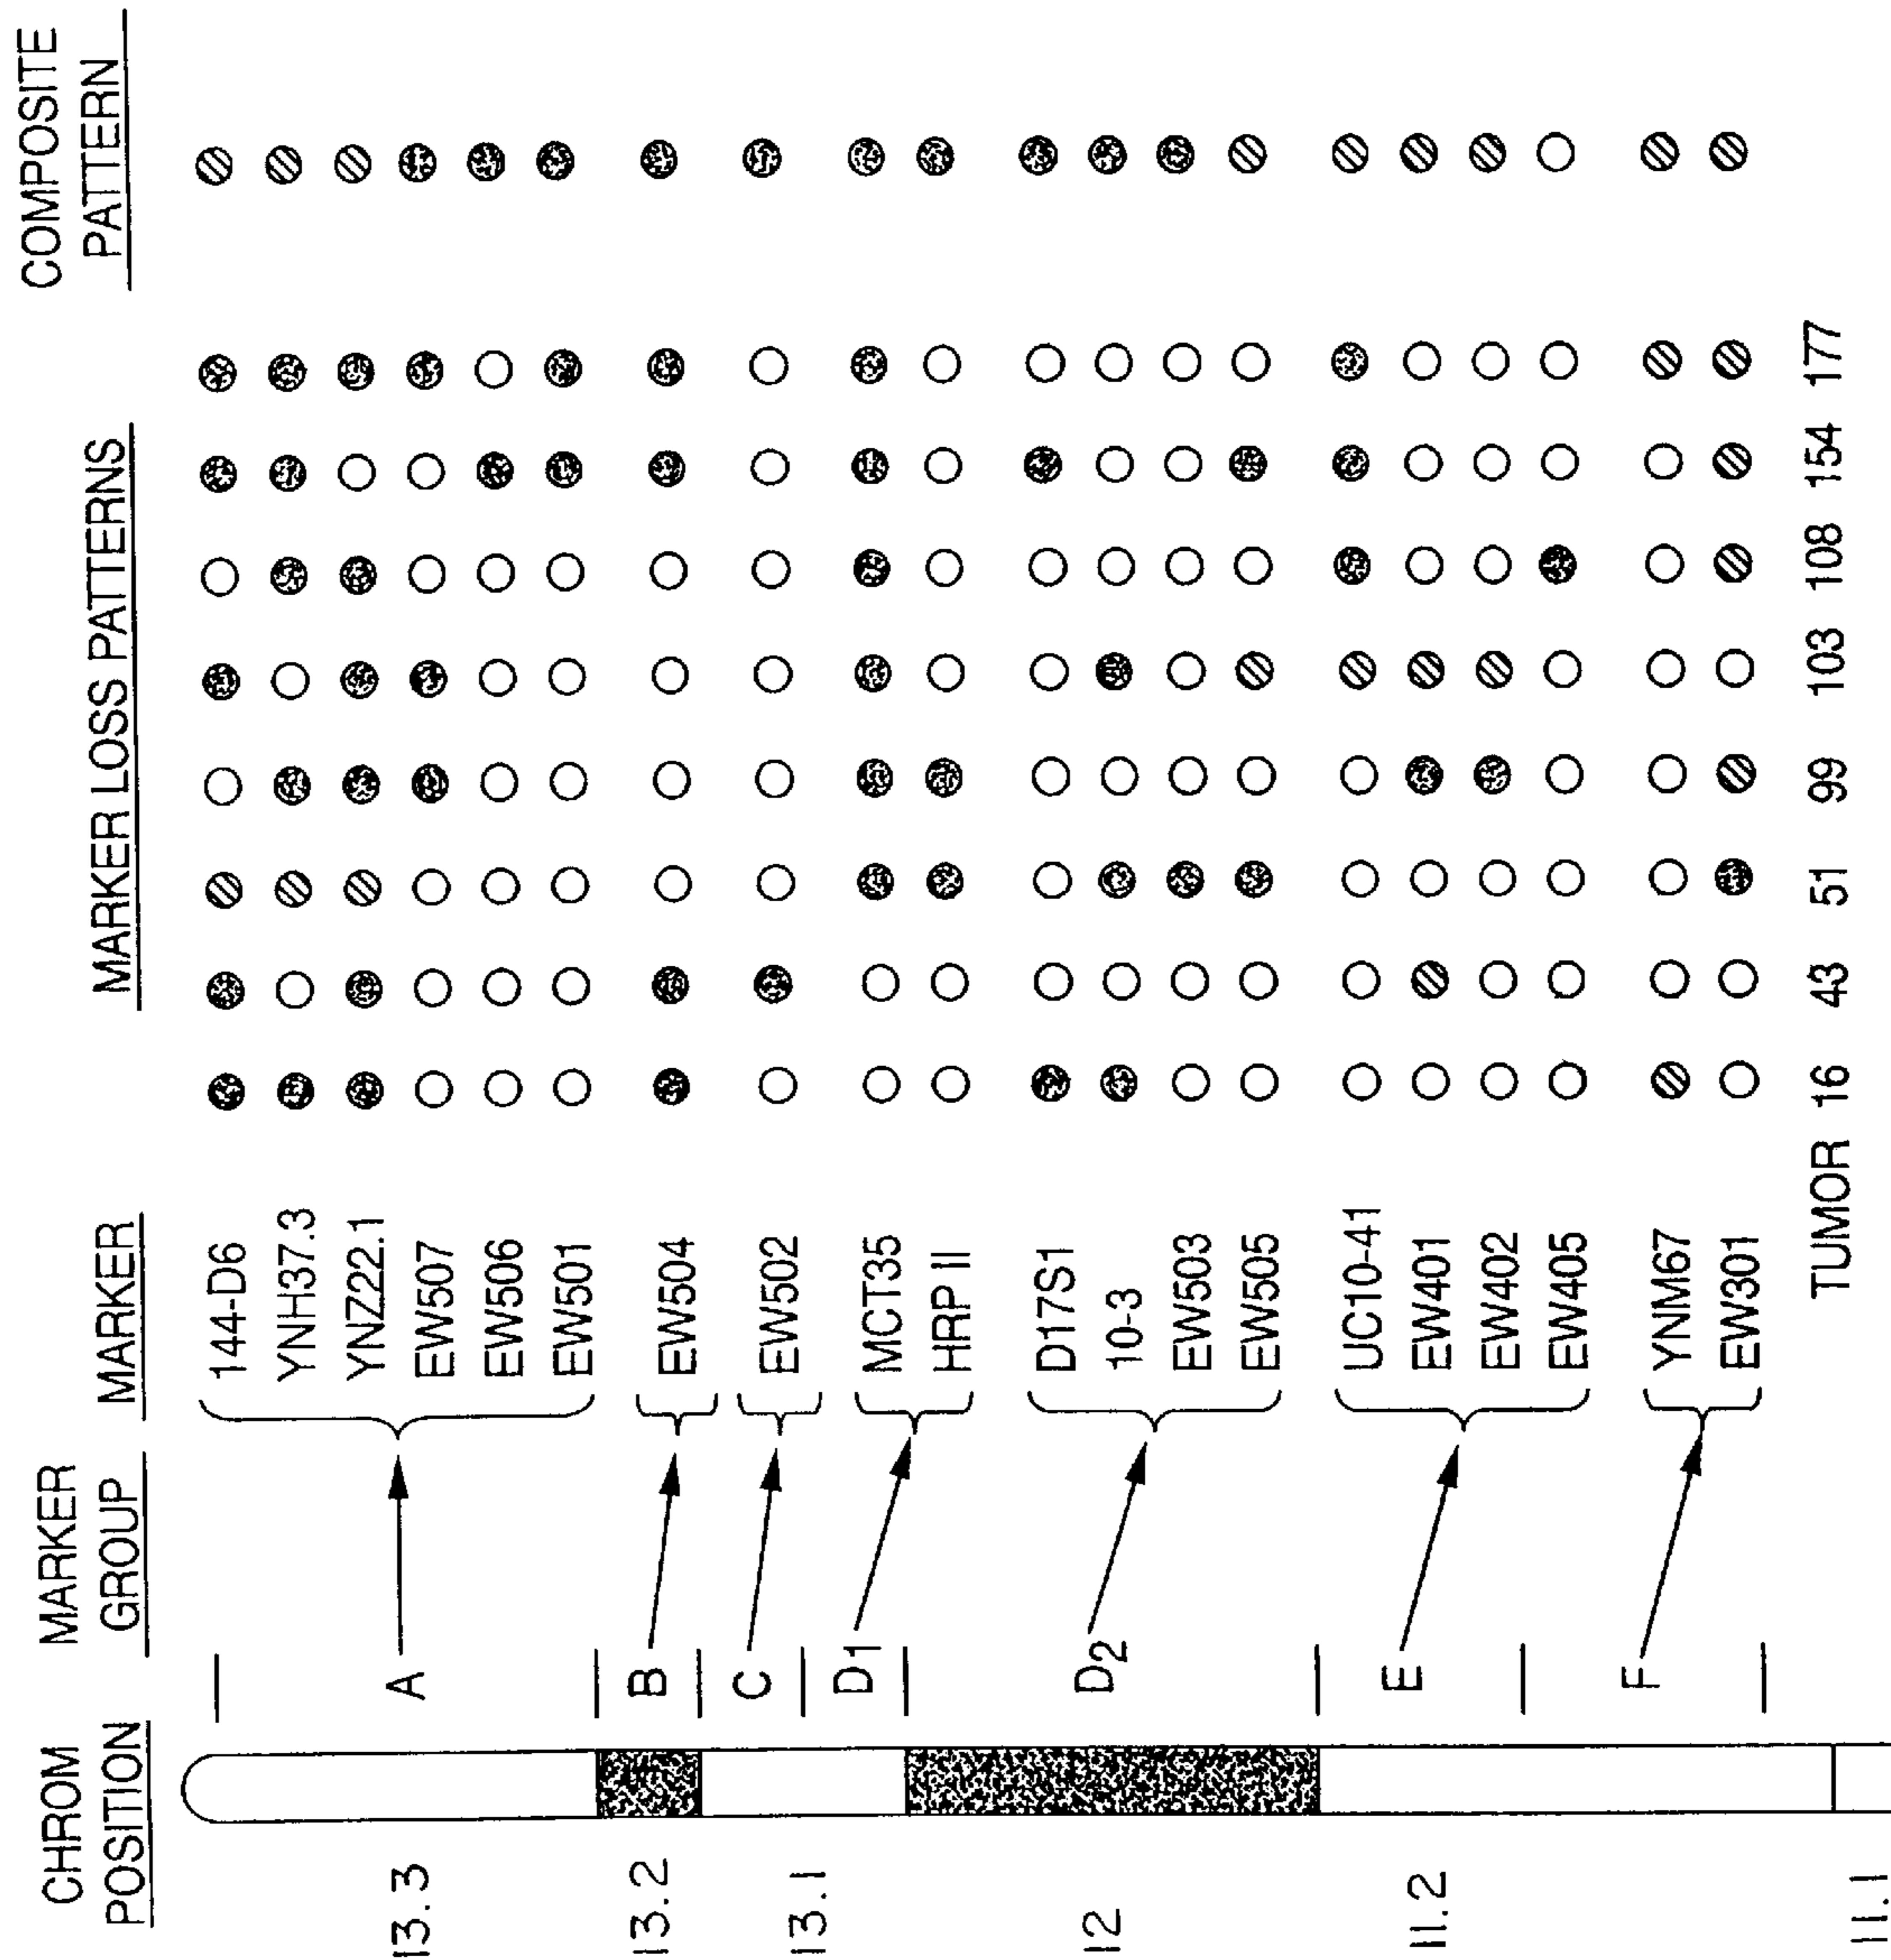 CHROM
POSITION
MARKER
GROUP
MARKER
MARKER LOSS PATTERNS
COMPOSITE
PATTERN
13.3
A
144-D6
YNH37.3
YNZ22.1
EW507
EW506
EW501
13.2
B
EW504
13.1
C
EW502
D1
MCT35
HRP II
12
D2
D17S1
10-3
EW503
EW505
11.2
E
UC10-41
EW401
EW402
EW405
F
YNM67
EW301
11.1
TUMOR 16 43 51 99 103 108 154 177